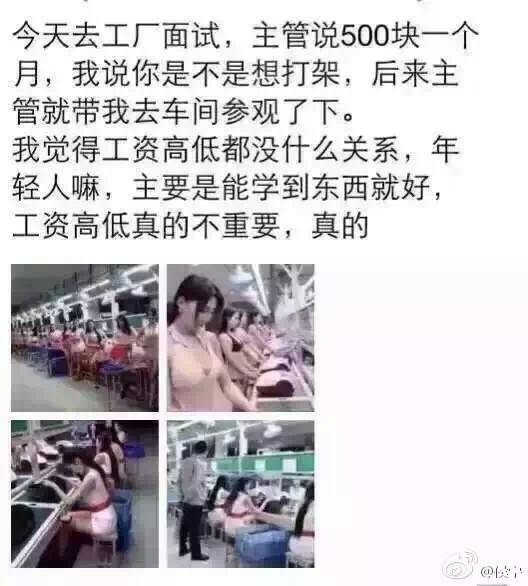 今天去工厂面试，主管说500块一个
月，我说你是不是想打架，后来主
管就带我去车间参观了下。
我觉得工资高低都没什么关系，年
轻人嘛，主要是能学到东西就好，
工资高低真的不重要，真的